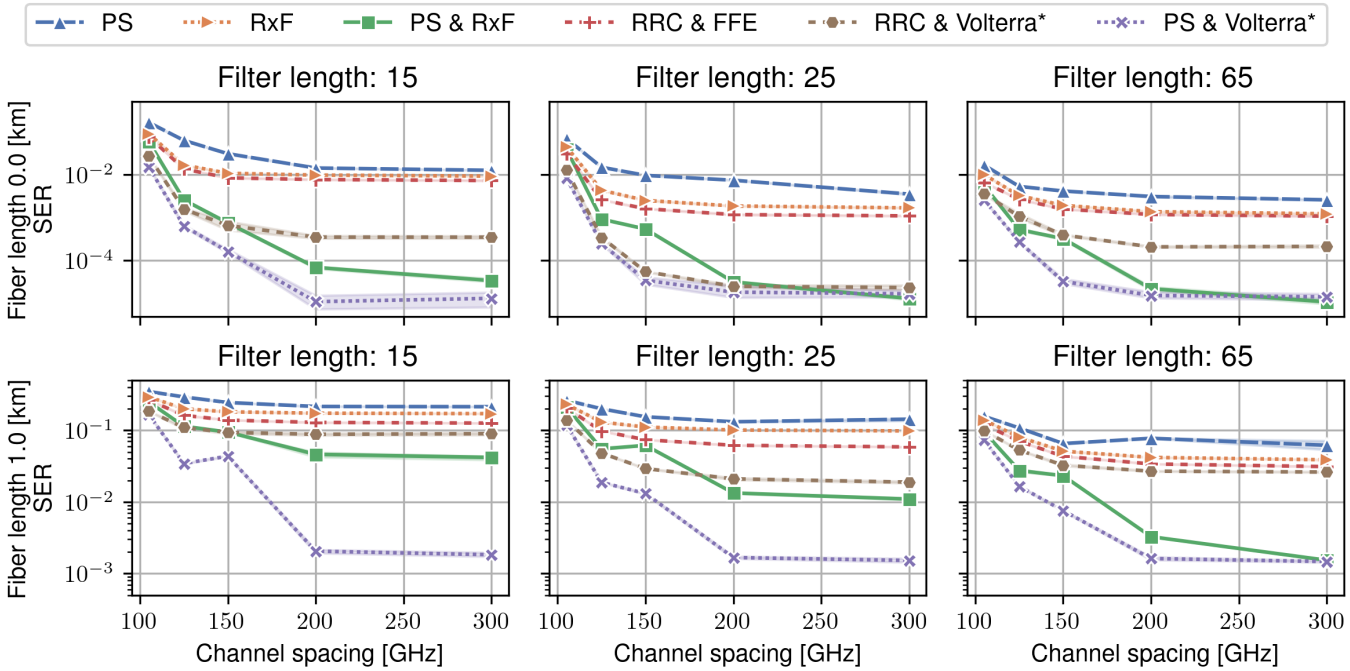 PS RxF PS & RxF RRC & FFE RRC & Volterra* PS & Volterra*
Filter length: 15 Filter length: 25 Filter length: 65
Fiber length 0.0 [km]
SER
10⁻²
10⁻⁴
Filter length: 15 Filter length: 25 Filter length: 65
Fiber length 1.0 [km]
SER
10⁻¹
10⁻²
10⁻³
100 150 200 250 300 100 150 200 250 300 100 150 200 250 300
Channel spacing [GHz] Channel spacing [GHz] Channel spacing [GHz]